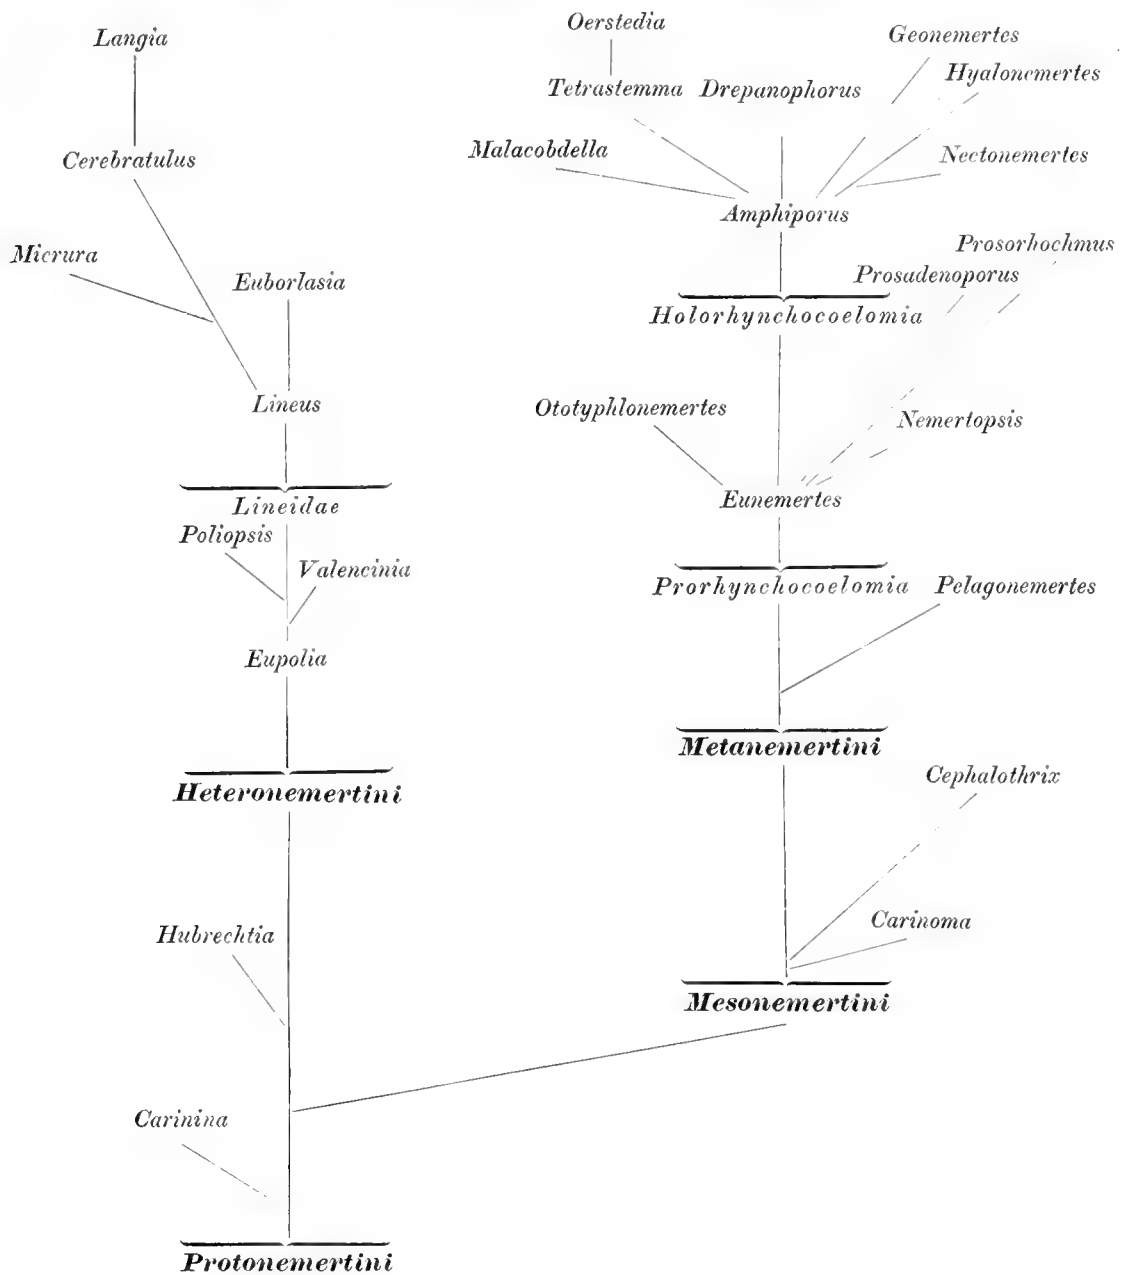 Oerstedia
Langia
Geonemertes
Hyalonemertes
Tetrastemma
Drepanophorus
Malacobdella
Nectonemertes
Cerebratulus
Amphiporus
Prosorhochmus
Micrura
Euborlasia
Prosadenoporus
Holorhynchocoelomia
Lineus
Ototyphlonemertes
Nemertopsis
Lineidae
Eunemertes
Poliopsis
Valencinia
Prorhynchocoelomia
Pelagonemertes
Eupolia
Metanemertini
Cephalothrix
Heteronemertini
Carinoma
Hubrechtia
Mesonemertini
Carinina
Protonemertini